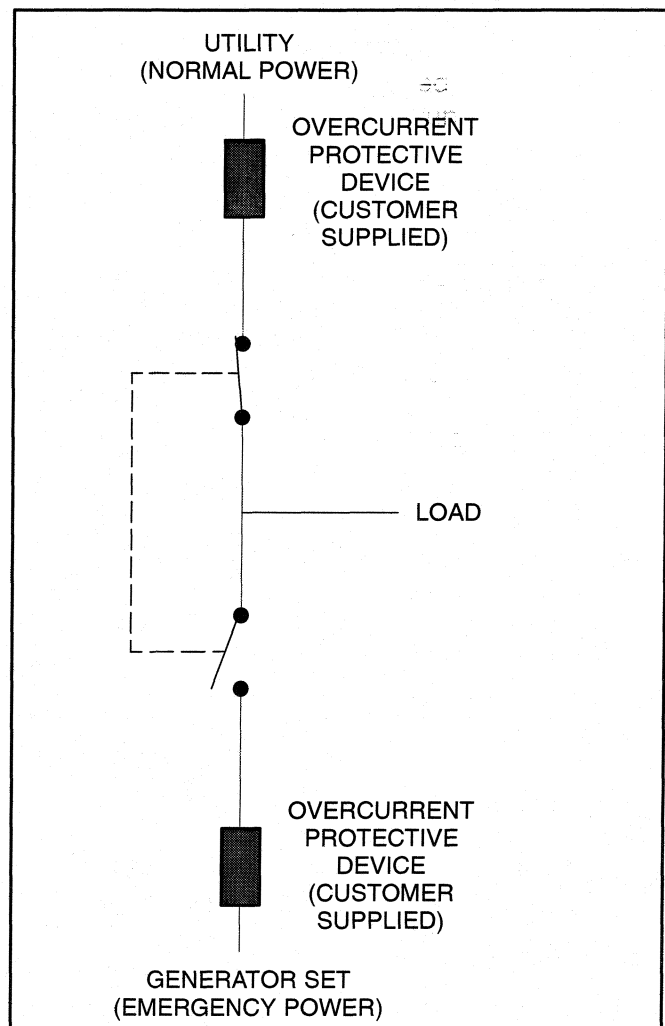 UTILITY
(NORMAL POWER)
OVERCURRENT
PROTECTIVE
DEVICE
(CUSTOMER
SUPPLIED)
LOAD
OVERCURRENT
PROTECTIVE
DEVICE
(CUSTOMER
SUPPLIED)
GENERATOR SET
(EMERGENCY POWER)